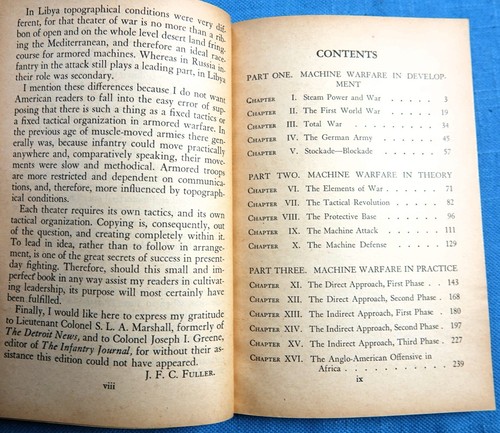 In Libya topographical conditions were very dif-
ferent, for that theater of war is no more than a rib-
bon of open and on the whole level desert land fring-
ing the Mediterranean, and therefore an ideal race-
course for armored machines. Whereas in Russia in-
fantry in the attack still plays a leading part, in Libya
their role was secondary.
I mention these differences because I do not want
American readers to fall into the easy error of sup-
posing that there is such a thing as a fixed tactics or
a fixed tactical organization in armored warfare. In
the previous age of muscle-moved armies there gen-
erally was, because infantry could move practically
anywhere and, comparatively speaking, their move-
ments were slow and methodical. Armored troops
are more restricted and dependent on communica-
tions, and, therefore, more influenced by topograph-
ical conditions.
Each theater requires its own tactics, and its own
tactical organization. Copying is, consequently, out
of the question, and creating completely within it.
To lead in idea, rather than to follow in arrange-
ment, is one of the great secrets of success in present-
day fighting. Therefore, should this small and im-
perfect book in any way assist my readers in cultivat-
ing leadership, its purpose will most certainly have
been fulfilled.
Finally, I would like here to express my gratitude
to Lieutenant Colonel S. L. A. Marshall, formerly of
The Detroit News, and to Colonel Joseph I. Greene,
editor of The Infantry Journal, for without their as-
sistance this edition could not have appeared.
J. F. C. FULLER.
viii
CONTENTS
PART ONE. MACHINE WARFARE IN DEVELOP-
MENT
CHAPTER I. Steam Power and War . . . . . 3
CHAPTER II. The First World War . . . . . 19
CHAPTER III. Total War . . . . . . . . 34
CHAPTER IV. The German Army . . . . . . 45
CHAPTER V. Stockade—Blockade . . . . . . 57
PART TWO. MACHINE WARFARE IN THEORY
CHAPTER VI. The Elements of War . . . . . 71
CHAPTER VII. The Tactical Revolution . . . . 82
CHAPTER VIII. The Protective Base . . . . . 96
CHAPTER IX. The Machine Attack . . . . . 111
CHAPTER X. The Machine Defense . . . . . 129
PART THREE. MACHINE WARFARE IN PRACTICE
CHAPTER XI. The Direct Approach, First Phase . 143
CHAPTER XII. The Direct Approach, Second Phase . 168
CHAPTER XIII. The Indirect Approach, First Phase 180
CHAPTER XIV. The Indirect Approach, Second Phase . 197
CHAPTER XV. The Indirect Approach, Third Phase . 227
CHAPTER XVI. The Anglo-American Offensive in
Africa . . . . . . . . . . 239
ix